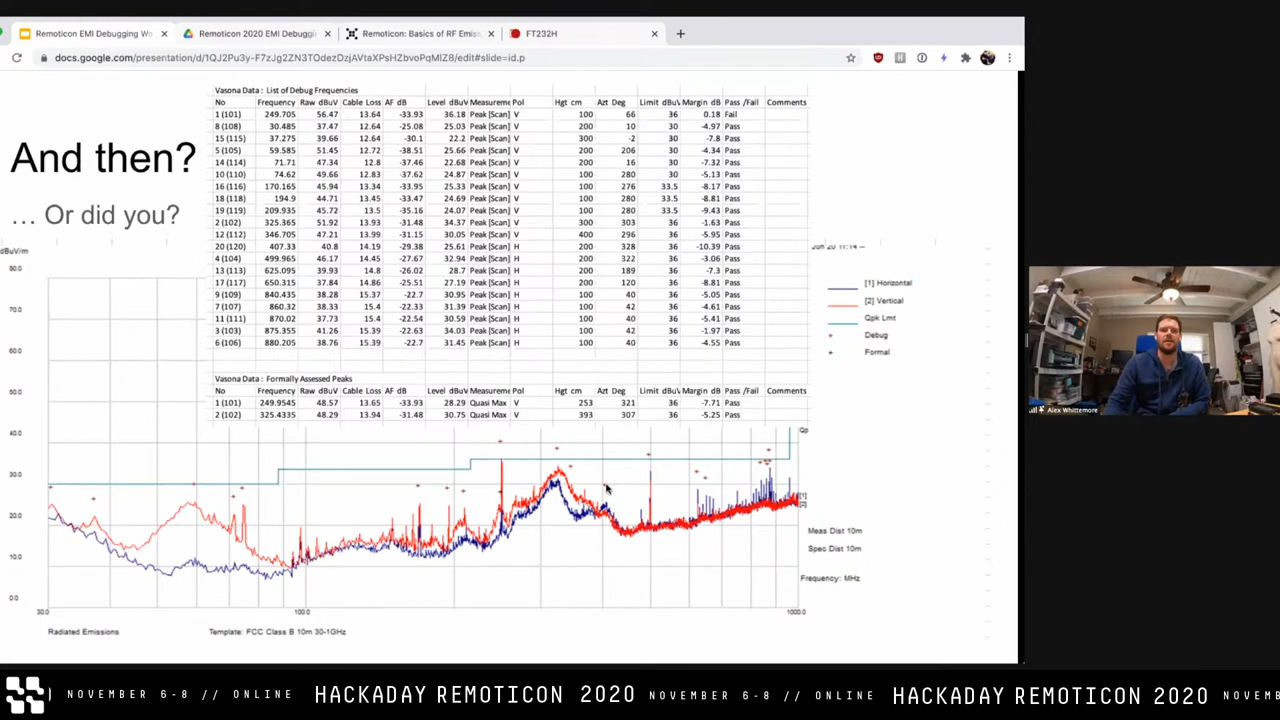 Remoticon EMI Debugging Wo
Remoticon 2020 EMI Debuggi
Remoticon: Basics of RF Emiss
FT232H
docs.google.com/presentation/d/1QJ2Pu3y-F7zJg2ZN3TOdezDzjAVtaXPsHZbvoPqMIZ8/edit#slide=id.p
And then?
… Or did you?
Vasona Data : List of Debug Frequencies
No Frequency Raw dBuV Cable Loss AF dB Level dBuV Measureme Pol Hgt cm Azt Deg Limit dBuV Margin dB Pass /Fail Comments
1 (101) 249.705 56.47 13.64 -33.93 36.18 Peak [Scan] V 100 66 36 0.18 Fail
8 (108) 30.485 37.47 12.64 -25.08 25.03 Peak [Scan] V 200 10 30 -4.97 Pass
15 (115) 37.275 39.66 12.64 -30.1 22.2 Peak [Scan] V 300 -2 30 -7.8 Pass
5 (105) 59.585 51.45 12.72 -38.51 25.66 Peak [Scan] V 200 206 30 -4.34 Pass
14 (114) 71.71 47.34 12.8 -37.46 22.68 Peak [Scan] V 200 16 30 -7.32 Pass
10 (110) 74.62 49.66 12.83 -37.62 24.87 Peak [Scan] V 100 280 30 -5.13 Pass
16 (116) 170.165 45.94 13.34 -33.95 25.33 Peak [Scan] V 100 276 33.5 -8.17 Pass
18 (118) 194.9 44.71 13.45 -33.47 24.69 Peak [Scan] V 100 280 33.5 -8.81 Pass
19 (119) 209.935 45.72 13.5 -35.16 24.07 Peak [Scan] V 100 280 33.5 -9.43 Pass
2 (102) 325.365 51.92 13.93 -31.48 34.37 Peak [Scan] V 300 303 36 -1.63 Pass
12 (112) 346.705 47.21 13.99 -31.15 30.05 Peak [Scan] V 400 296 36 -5.95 Pass
20 (120) 407.33 40.8 14.19 -29.38 25.61 Peak [Scan] H 200 328 36 -10.39 Pass
4 (104) 499.965 46.17 14.45 -27.67 32.94 Peak [Scan] H 200 322 36 -3.06 Pass
13 (113) 625.095 39.93 14.8 -26.02 28.7 Peak [Scan] H 200 189 36 -7.3 Pass
17 (117) 650.315 37.84 14.86 -25.51 27.19 Peak [Scan] H 200 120 36 -8.81 Pass
9 (109) 840.435 38.28 15.37 -22.7 30.95 Peak [Scan] H 100 40 36 -5.05 Pass
7 (107) 860.32 38.33 15.4 -22.33 31.39 Peak [Scan] H 100 42 36 -4.61 Pass
11 (111) 870.02 37.73 15.4 -22.54 30.59 Peak [Scan] H 100 40 36 -5.41 Pass
3 (103) 875.355 41.26 15.39 -22.63 34.03 Peak [Scan] H 100 42 36 -1.97 Pass
6 (106) 880.205 38.76 15.39 -22.7 31.45 Peak [Scan] H 100 40 36 -4.55 Pass
Vasona Data : Formally Assessed Peaks
No Frequency Raw dBuV Cable Loss AF dB Level dBuV Measureme Pol Hgt cm Azt Deg Limit dBuV Margin dB Pass /Fail Comments
1 (101) 249.9545 48.57 13.65 -33.93 28.29 Quasi Max V 253 321 36 -7.71 Pass
2 (102) 325.4335 48.29 13.94 -31.48 30.75 Quasi Max V 393 307 36 -5.25 Pass
dBuV/m
80.0
70.0
60.0
50.0
40.0
30.0
20.0
10.0
0.0
30.0 100.0 1000.0
Qp
[1]
[2]
[1] Horizontal
[2] Vertical
Qpk Lmt
Debug
Formal
Meas Dist 10m
Spec Dist 10m
Frequency: MHz
Radiated Emissions
Template: FCC Class B 10m 30-1GHz
Alex Whittemore
NOVEMBER 6-8 // ONLINE HACKADAY REMOTICON 2020 NOVEMBER 6-8 // ONLINE HACKADAY REMOTICON 2020 NOVEMB